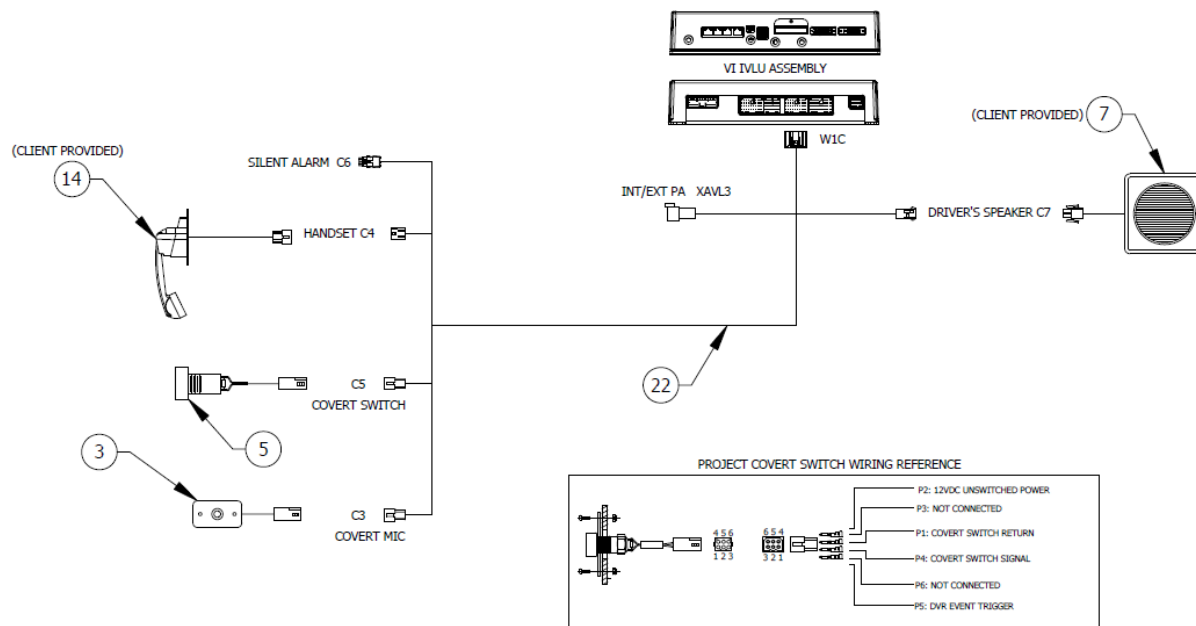 VI IVLU ASSEMBLY
W1C
(CLIENT PROVIDED)
7
(CLIENT PROVIDED)
14
SILENT ALARM C6
INT/EXT PA XAVL3
DRIVER'S SPEAKER C7
HANDSET C4
22
C5
COVERT SWITCH
5
3
C3
COVERT MIC
PROJECT COVERT SWITCH WIRING REFERENCE
P2: 12VDC UNSWITCHED POWER
P3: NOT CONNECTED
P1: COVERT SWITCH RETURN
P4: COVERT SWITCH SIGNAL
P6: NOT CONNECTED
P5: DVR EVENT TRIGGER
4 5 6
1 2 3
6 5 4
3 2 1